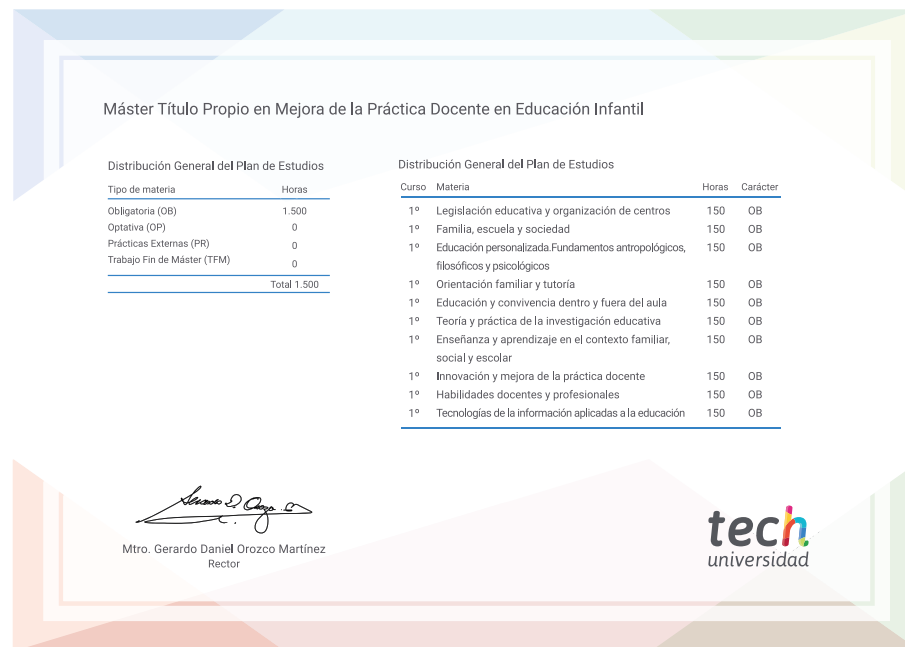 Máster Título Propio en Mejora de la Práctica Docente en Educación Infantil
Distribución General del Plan de Estudios
Tipo de materia Horas
Obligatoria (OB) 1.500
Optativa (OP) 0
Prácticas Externas (PR) 0
Trabajo Fin de Máster (TFM) 0
Total 1.500
Distribución General del Plan de Estudios
Curso Materia Horas Carácter
1º Legislación educativa y organización de centros 150 OB
1º Familia, escuela y sociedad 150 OB
1º Educación personalizada.Fundamentos antropológicos, 150 OB
filosóficos y psicológicos
1º Orientación familiar y tutoría 150 OB
1º Educación y convivencia dentro y fuera del aula 150 OB
1º Teoría y práctica de la investigación educativa 150 OB
1º Enseñanza y aprendizaje en el contexto familiar, 150 OB
social y escolar
1º Innovación y mejora de la práctica docente 150 OB
1º Habilidades docentes y profesionales 150 OB
1º Tecnologías de la información aplicadas a la educación 150 OB
Mtro. Gerardo Daniel Orozco Martínez
Rector
tech
universidad